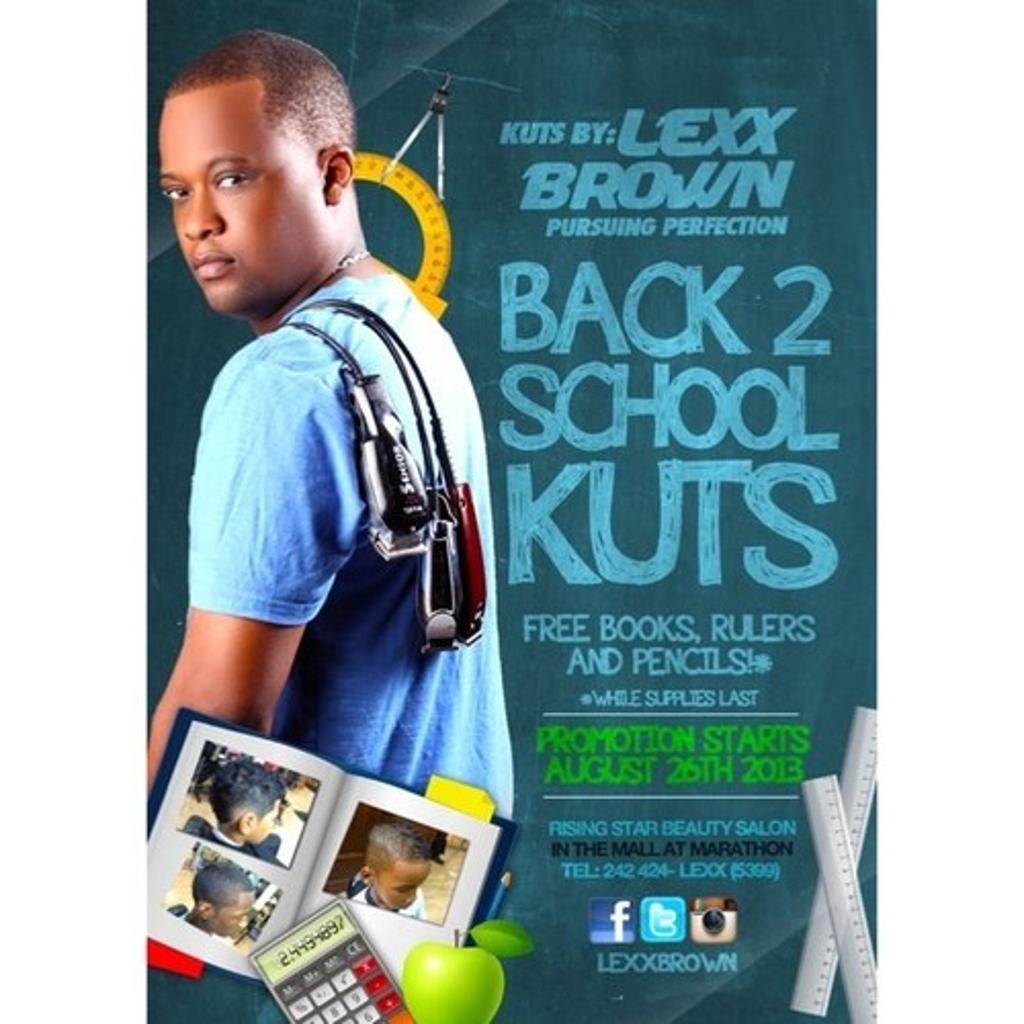 KUTS BY: LEXX
BROWN
PURSUING PERFECTION
BACK 2
SCHOOL
KUTS
FREE BOOKS, RULERS
AND PENCILS!*
*WHILE SUPPLIES LAST
PROMOTION STARTS
AUGUST 26TH 2013
RISING STAR BEAUTY SALON
IN THE MALL AT MARATHON
TEL: 242 424- LEXX (5399)
LEXXBROWN